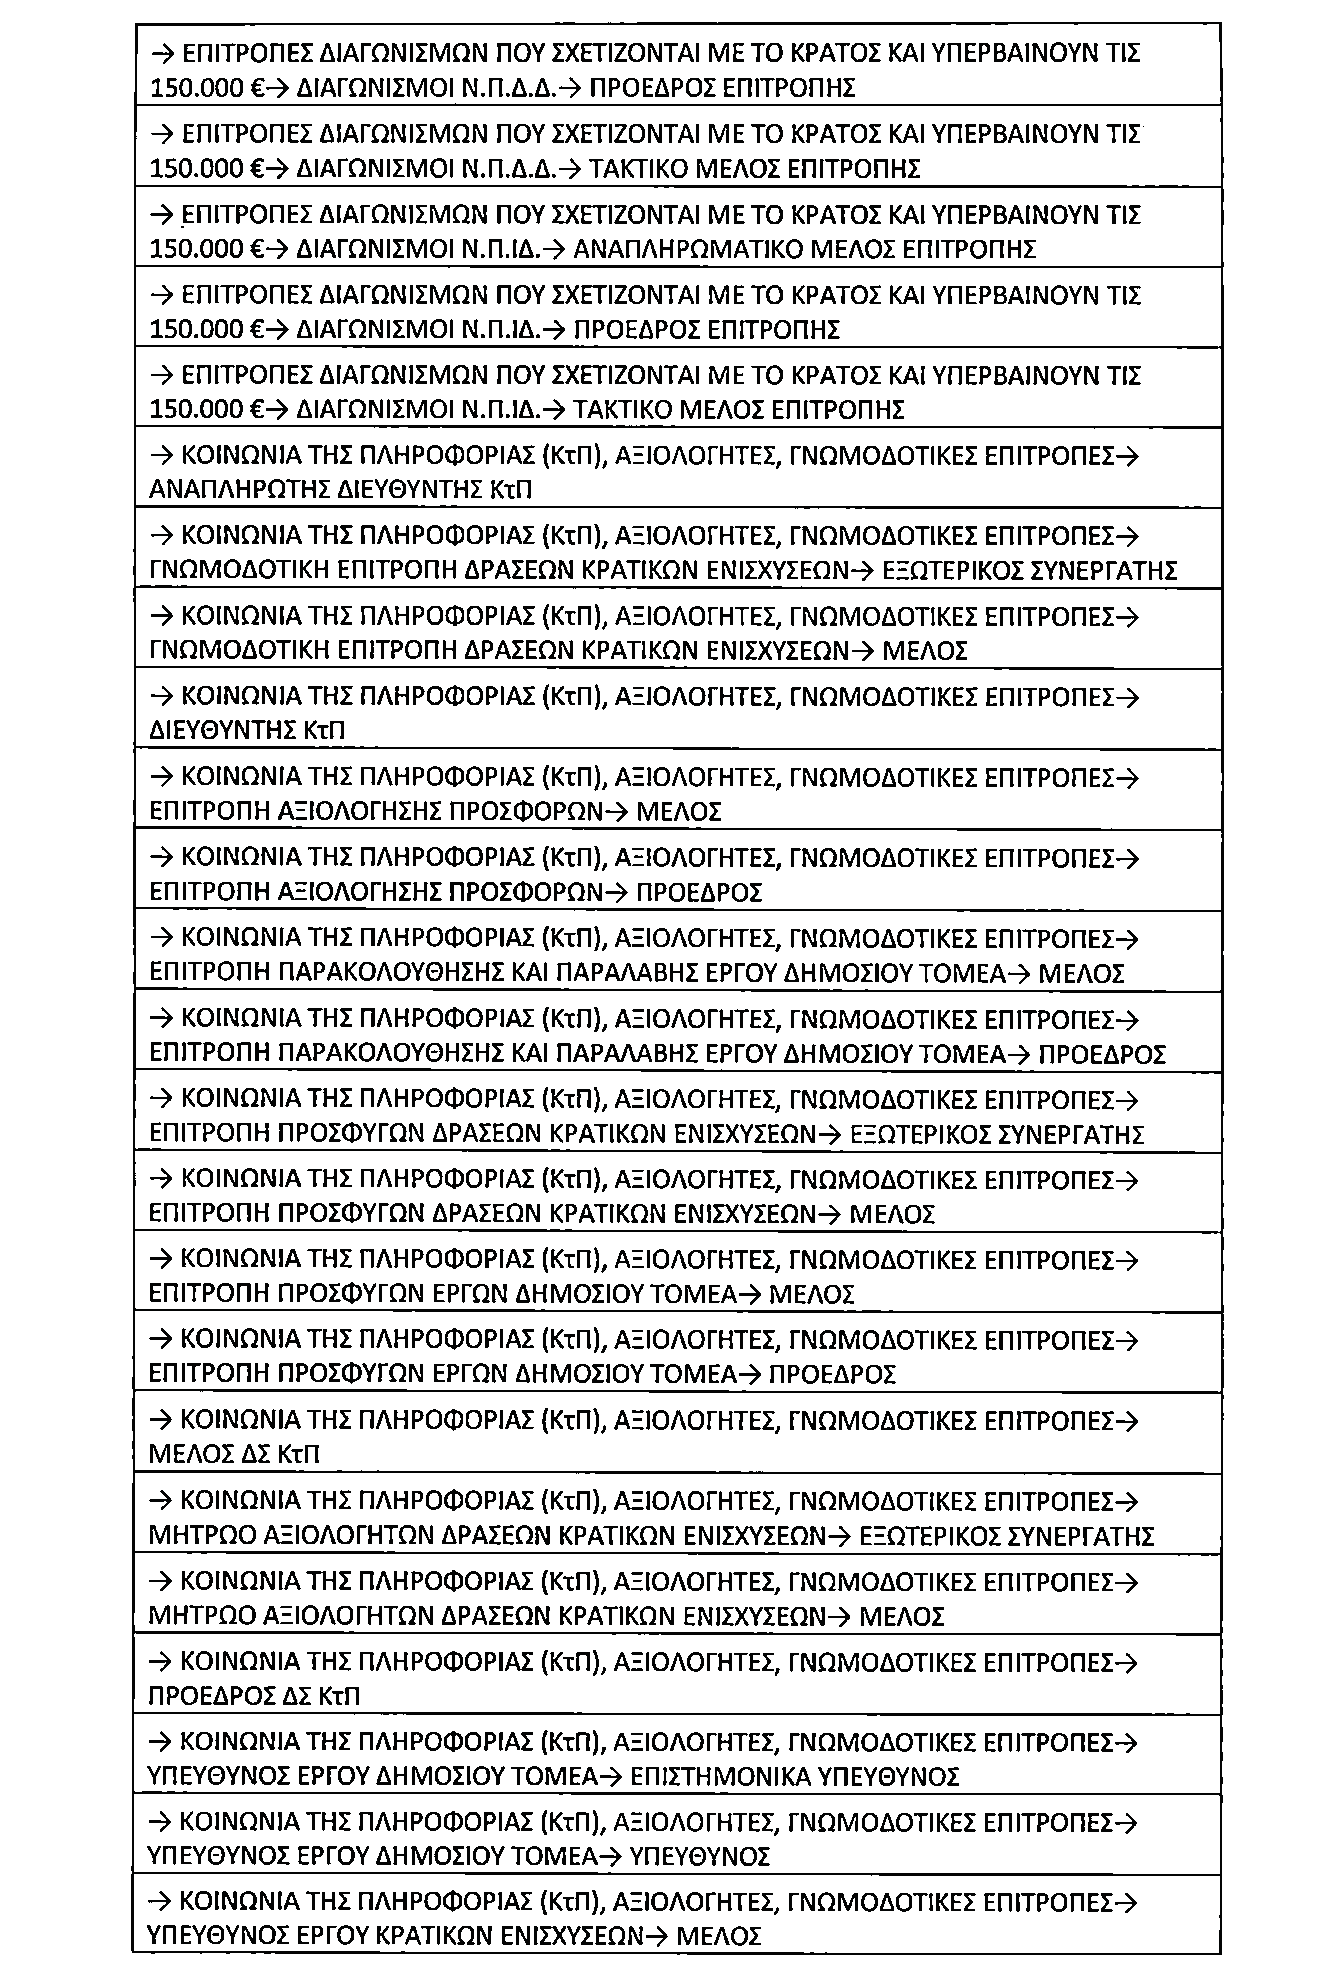 → ΕΠΙΤΡΟΠΕΣ ΔΙΑΓΩΝΙΣΜΩΝ ΠΟΥ ΣΧΕΤΙΖΟΝΤΑΙ ΜΕ ΤΟ ΚΡΑΤΟΣ ΚΑΙ ΥΠΕΡΒΑΙΝΟΥΝ ΤΙΣ
150.000 €→ ΔΙΑΓΩΝΙΣΜΟΙ Ν.Π.Δ.Δ.→ ΠΡΟΕΔΡΟΣ ΕΠΙΤΡΟΠΗΣ
→ ΕΠΙΤΡΟΠΕΣ ΔΙΑΓΩΝΙΣΜΩΝ ΠΟΥ ΣΧΕΤΙΖΟΝΤΑΙ ΜΕ ΤΟ ΚΡΑΤΟΣ ΚΑΙ ΥΠΕΡΒΑΙΝΟΥΝ ΤΙΣ
150.000 €→ ΔΙΑΓΩΝΙΣΜΟΙ Ν.Π.Δ.Δ.→ ΤΑΚΤΙΚΟ ΜΕΛΟΣ ΕΠΙΤΡΟΠΗΣ
→ ΕΠΙΤΡΟΠΕΣ ΔΙΑΓΩΝΙΣΜΩΝ ΠΟΥ ΣΧΕΤΙΖΟΝΤΑΙ ΜΕ ΤΟ ΚΡΑΤΟΣ ΚΑΙ ΥΠΕΡΒΑΙΝΟΥΝ ΤΙΣ
150.000 €→ ΔΙΑΓΩΝΙΣΜΟΙ Ν.Π.ΙΔ.→ ΑΝΑΠΛΗΡΩΜΑΤΙΚΟ ΜΕΛΟΣ ΕΠΙΤΡΟΠΗΣ
→ ΕΠΙΤΡΟΠΕΣ ΔΙΑΓΩΝΙΣΜΩΝ ΠΟΥ ΣΧΕΤΙΖΟΝΤΑΙ ΜΕ ΤΟ ΚΡΑΤΟΣ ΚΑΙ ΥΠΕΡΒΑΙΝΟΥΝ ΤΙΣ
150.000 €→ ΔΙΑΓΩΝΙΣΜΟΙ Ν.Π.ΙΔ.→ ΠΡΟΕΔΡΟΣ ΕΠΙΤΡΟΠΗΣ
→ ΕΠΙΤΡΟΠΕΣ ΔΙΑΓΩΝΙΣΜΩΝ ΠΟΥ ΣΧΕΤΙΖΟΝΤΑΙ ΜΕ ΤΟ ΚΡΑΤΟΣ ΚΑΙ ΥΠΕΡΒΑΙΝΟΥΝ ΤΙΣ
150.000 €→ ΔΙΑΓΩΝΙΣΜΟΙ Ν.Π.ΙΔ.→ ΤΑΚΤΙΚΟ ΜΕΛΟΣ ΕΠΙΤΡΟΠΗΣ
→ ΚΟΙΝΩΝΙΑ ΤΗΣ ΠΛΗΡΟΦΟΡΙΑΣ (ΚτΠ), ΑΞΙΟΛΟΓΗΤΕΣ, ΓΝΩΜΟΔΟΤΙΚΕΣ ΕΠΙΤΡΟΠΕΣ→
ΑΝΑΠΛΗΡΩΤΗΣ ΔΙΕΥΘΥΝΤΗΣ ΚτΠ
→ ΚΟΙΝΩΝΙΑ ΤΗΣ ΠΛΗΡΟΦΟΡΙΑΣ (ΚτΠ), ΑΞΙΟΛΟΓΗΤΕΣ, ΓΝΩΜΟΔΟΤΙΚΕΣ ΕΠΙΤΡΟΠΕΣ→
ΓΝΩΜΟΔΟΤΙΚΗ ΕΠΙΤΡΟΠΗ ΔΡΑΣΕΩΝ ΚΡΑΤΙΚΩΝ ΕΝΙΣΧΥΣΕΩΝ→ ΕΞΩΤΕΡΙΚΟΣ ΣΥΝΕΡΓΑΤΗΣ
→ ΚΟΙΝΩΝΙΑ ΤΗΣ ΠΛΗΡΟΦΟΡΙΑΣ (ΚτΠ), ΑΞΙΟΛΟΓΗΤΕΣ, ΓΝΩΜΟΔΟΤΙΚΕΣ ΕΠΙΤΡΟΠΕΣ→
ΓΝΩΜΟΔΟΤΙΚΗ ΕΠΙΤΡΟΠΗ ΔΡΑΣΕΩΝ ΚΡΑΤΙΚΩΝ ΕΝΙΣΧΥΣΕΩΝ→ ΜΕΛΟΣ
→ ΚΟΙΝΩΝΙΑ ΤΗΣ ΠΛΗΡΟΦΟΡΙΑΣ (ΚτΠ), ΑΞΙΟΛΟΓΗΤΕΣ, ΓΝΩΜΟΔΟΤΙΚΕΣ ΕΠΙΤΡΟΠΕΣ→
ΔΙΕΥΘΥΝΤΗΣ ΚτΠ
→ ΚΟΙΝΩΝΙΑ ΤΗΣ ΠΛΗΡΟΦΟΡΙΑΣ (ΚτΠ), ΑΞΙΟΛΟΓΗΤΕΣ, ΓΝΩΜΟΔΟΤΙΚΕΣ ΕΠΙΤΡΟΠΕΣ→
ΕΠΙΤΡΟΠΗ ΑΞΙΟΛΟΓΗΣΗΣ ΠΡΟΣΦΟΡΩΝ→ ΜΕΛΟΣ
→ ΚΟΙΝΩΝΙΑ ΤΗΣ ΠΛΗΡΟΦΟΡΙΑΣ (ΚτΠ), ΑΞΙΟΛΟΓΗΤΕΣ, ΓΝΩΜΟΔΟΤΙΚΕΣ ΕΠΙΤΡΟΠΕΣ→
ΕΠΙΤΡΟΠΗ ΑΞΙΟΛΟΓΗΣΗΣ ΠΡΟΣΦΟΡΩΝ→ ΠΡΟΕΔΡΟΣ
→ ΚΟΙΝΩΝΙΑ ΤΗΣ ΠΛΗΡΟΦΟΡΙΑΣ (ΚτΠ), ΑΞΙΟΛΟΓΗΤΕΣ, ΓΝΩΜΟΔΟΤΙΚΕΣ ΕΠΙΤΡΟΠΕΣ→
ΕΠΙΤΡΟΠΗ ΠΑΡΑΚΟΛΟΥΘΗΣΗΣ ΚΑΙ ΠΑΡΑΛΑΒΗΣ ΕΡΓΟΥ ΔΗΜΟΣΙΟΥ ΤΟΜΕΑ→ ΜΕΛΟΣ
→ ΚΟΙΝΩΝΙΑ ΤΗΣ ΠΛΗΡΟΦΟΡΙΑΣ (ΚτΠ), ΑΞΙΟΛΟΓΗΤΕΣ, ΓΝΩΜΟΔΟΤΙΚΕΣ ΕΠΙΤΡΟΠΕΣ→
ΕΠΙΤΡΟΠΗ ΠΑΡΑΚΟΛΟΥΘΗΣΗΣ ΚΑΙ ΠΑΡΑΛΑΒΗΣ ΕΡΓΟΥ ΔΗΜΟΣΙΟΥ ΤΟΜΕΑ→ ΠΡΟΕΔΡΟΣ
→ ΚΟΙΝΩΝΙΑ ΤΗΣ ΠΛΗΡΟΦΟΡΙΑΣ (ΚτΠ), ΑΞΙΟΛΟΓΗΤΕΣ, ΓΝΩΜΟΔΟΤΙΚΕΣ ΕΠΙΤΡΟΠΕΣ→
ΕΠΙΤΡΟΠΗ ΠΡΟΣΦΥΓΩΝ ΔΡΑΣΕΩΝ ΚΡΑΤΙΚΩΝ ΕΝΙΣΧΥΣΕΩΝ→ ΕΞΩΤΕΡΙΚΟΣ ΣΥΝΕΡΓΑΤΗΣ
→ ΚΟΙΝΩΝΙΑ ΤΗΣ ΠΛΗΡΟΦΟΡΙΑΣ (ΚτΠ), ΑΞΙΟΛΟΓΗΤΕΣ, ΓΝΩΜΟΔΟΤΙΚΕΣ ΕΠΙΤΡΟΠΕΣ→
ΕΠΙΤΡΟΠΗ ΠΡΟΣΦΥΓΩΝ ΔΡΑΣΕΩΝ ΚΡΑΤΙΚΩΝ ΕΝΙΣΧΥΣΕΩΝ→ ΜΕΛΟΣ
→ ΚΟΙΝΩΝΙΑ ΤΗΣ ΠΛΗΡΟΦΟΡΙΑΣ (ΚτΠ), ΑΞΙΟΛΟΓΗΤΕΣ, ΓΝΩΜΟΔΟΤΙΚΕΣ ΕΠΙΤΡΟΠΕΣ→
ΕΠΙΤΡΟΠΗ ΠΡΟΣΦΥΓΩΝ ΕΡΓΩΝ ΔΗΜΟΣΙΟΥ ΤΟΜΕΑ→ ΜΕΛΟΣ
→ ΚΟΙΝΩΝΙΑ ΤΗΣ ΠΛΗΡΟΦΟΡΙΑΣ (ΚτΠ), ΑΞΙΟΛΟΓΗΤΕΣ, ΓΝΩΜΟΔΟΤΙΚΕΣ ΕΠΙΤΡΟΠΕΣ→
ΕΠΙΤΡΟΠΗ ΠΡΟΣΦΥΓΩΝ ΕΡΓΩΝ ΔΗΜΟΣΙΟΥ ΤΟΜΕΑ→ ΠΡΟΕΔΡΟΣ
→ ΚΟΙΝΩΝΙΑ ΤΗΣ ΠΛΗΡΟΦΟΡΙΑΣ (ΚτΠ), ΑΞΙΟΛΟΓΗΤΕΣ, ΓΝΩΜΟΔΟΤΙΚΕΣ ΕΠΙΤΡΟΠΕΣ→
ΜΕΛΟΣ ΔΣ ΚτΠ
→ ΚΟΙΝΩΝΙΑ ΤΗΣ ΠΛΗΡΟΦΟΡΙΑΣ (ΚτΠ), ΑΞΙΟΛΟΓΗΤΕΣ, ΓΝΩΜΟΔΟΤΙΚΕΣ ΕΠΙΤΡΟΠΕΣ→
ΜΗΤΡΩΟ ΑΞΙΟΛΟΓΗΤΩΝ ΔΡΑΣΕΩΝ ΚΡΑΤΙΚΩΝ ΕΝΙΣΧΥΣΕΩΝ→ ΕΞΩΤΕΡΙΚΟΣ ΣΥΝΕΡΓΑΤΗΣ
→ ΚΟΙΝΩΝΙΑ ΤΗΣ ΠΛΗΡΟΦΟΡΙΑΣ (ΚτΠ), ΑΞΙΟΛΟΓΗΤΕΣ, ΓΝΩΜΟΔΟΤΙΚΕΣ ΕΠΙΤΡΟΠΕΣ→
ΜΗΤΡΩΟ ΑΞΙΟΛΟΓΗΤΩΝ ΔΡΑΣΕΩΝ ΚΡΑΤΙΚΩΝ ΕΝΙΣΧΥΣΕΩΝ→ ΜΕΛΟΣ
→ ΚΟΙΝΩΝΙΑ ΤΗΣ ΠΛΗΡΟΦΟΡΙΑΣ (ΚτΠ), ΑΞΙΟΛΟΓΗΤΕΣ, ΓΝΩΜΟΔΟΤΙΚΕΣ ΕΠΙΤΡΟΠΕΣ→
ΠΡΟΕΔΡΟΣ ΔΣ ΚτΠ
→ ΚΟΙΝΩΝΙΑ ΤΗΣ ΠΛΗΡΟΦΟΡΙΑΣ (ΚτΠ), ΑΞΙΟΛΟΓΗΤΕΣ, ΓΝΩΜΟΔΟΤΙΚΕΣ ΕΠΙΤΡΟΠΕΣ→
ΥΠΕΥΘΥΝΟΣ ΕΡΓΟΥ ΔΗΜΟΣΙΟΥ ΤΟΜΕΑ→ ΕΠΙΣΤΗΜΟΝΙΚΑ ΥΠΕΥΘΥΝΟΣ
→ ΚΟΙΝΩΝΙΑ ΤΗΣ ΠΛΗΡΟΦΟΡΙΑΣ (ΚτΠ), ΑΞΙΟΛΟΓΗΤΕΣ, ΓΝΩΜΟΔΟΤΙΚΕΣ ΕΠΙΤΡΟΠΕΣ→
ΥΠΕΥΘΥΝΟΣ ΕΡΓΟΥ ΔΗΜΟΣΙΟΥ ΤΟΜΕΑ→ ΥΠΕΥΘΥΝΟΣ
→ ΚΟΙΝΩΝΙΑ ΤΗΣ ΠΛΗΡΟΦΟΡΙΑΣ (ΚτΠ), ΑΞΙΟΛΟΓΗΤΕΣ, ΓΝΩΜΟΔΟΤΙΚΕΣ ΕΠΙΤΡΟΠΕΣ→
ΥΠΕΥΘΥΝΟΣ ΕΡΓΟΥ ΚΡΑΤΙΚΩΝ ΕΝΙΣΧΥΣΕΩΝ→ ΜΕΛΟΣ